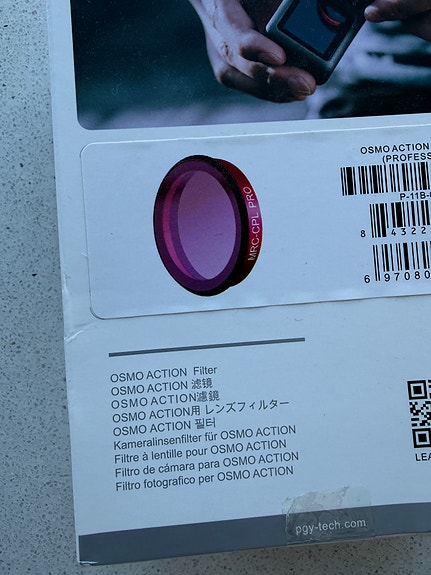 OSMO ACTION
(PROFESS
P-11B-
MRC-CPL PRO
8 4322
6 97080
OSMO ACTION Filter
OSMO ACTION 滤镜
OSMO ACTION濾鏡
OSMO ACTION用 レンズフィルター
OSMO ACTION 필터
Kameralinsenfilter für OSMO ACTION
Filtre à lentille pour OSMO ACTION
Filtro de cámara para OSMO ACTION
Filtro fotografico per OSMO ACTION
LEA
pgy-tech.com